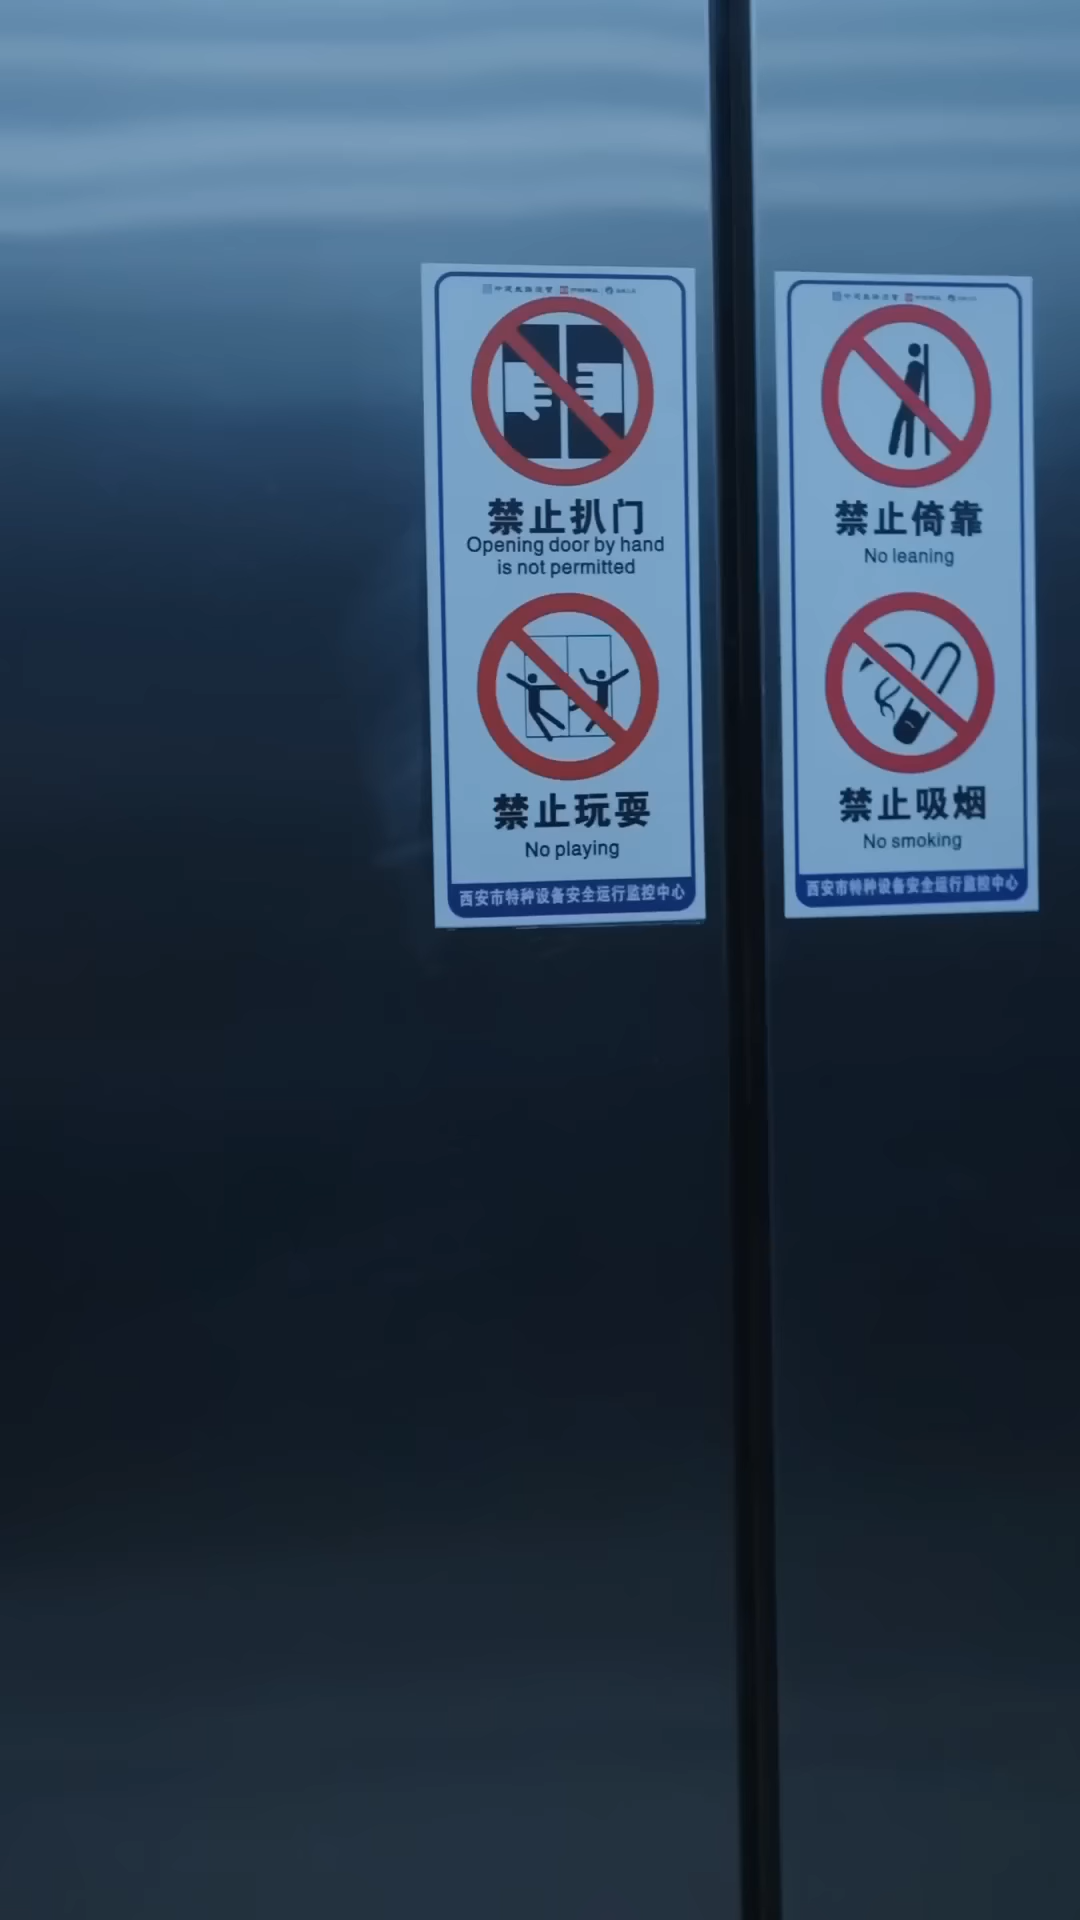 禁止扒门
Opening door by hand
is not permitted
禁止玩耍
No playing
西安市特种设备安全运行监控中心
禁止倚靠
No leaning
禁止吸烟
No smoking
西安市特种设备安全运行监控中心